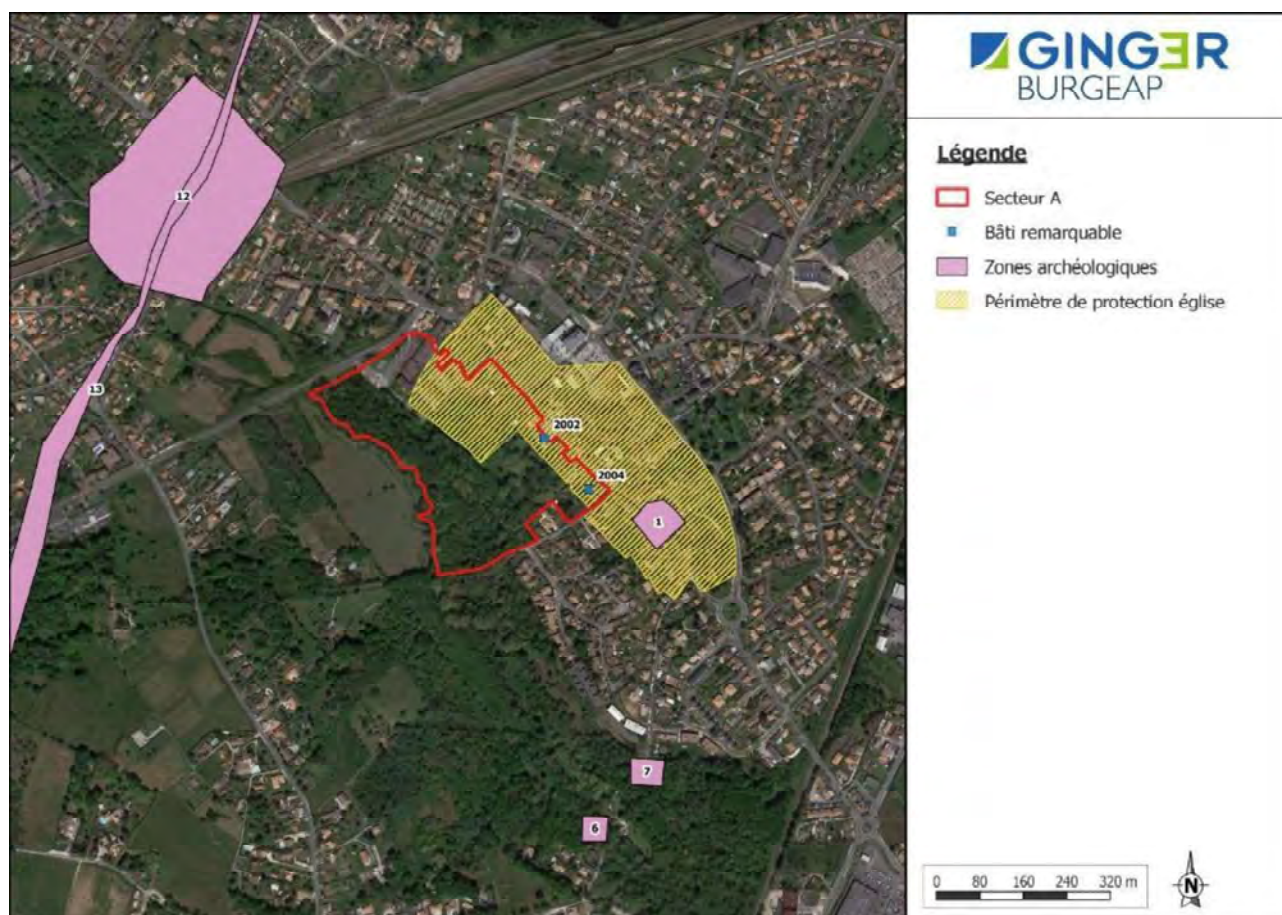 GINGER
BURGEAP
Légende
Secteur A
Bâti remarquable
Zones archéologiques
Périmètre de protection église
12
13
2002
2004
1
7
6
0 80 160 240 320 m
N